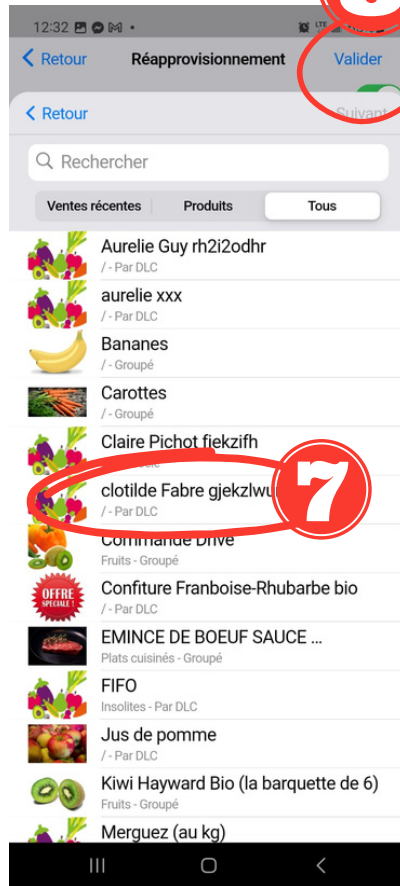 12:32
LTE
Retour Réapprovisionnement Valider
Retour Suivant
Rechercher
Ventes récentes Produits Tous
Aurelie Guy rh2i2odhr
/ - Par DLC
aurelie xxx
/ - Par DLC
Bananes
/ - Groupé
Carottes
/ - Groupé
Claire Pichot fiekzifh
clotilde Fabre
7
/ - Par DLC
Commande Drive
Fruits - Groupé
OFFRE
SPECIALE !
Confiture Franboise-Rhubarbe bio
/ - Par DLC
EMINCE DE BOEUF SAUCE ...
Plats cuisinés - Groupé
FIFO
Insolites - Par DLC
Jus de pomme
/ - Par DLC
Kiwi Hayward Bio (la barquette de 6)
Fruits - Groupé
Merguez (au kg)